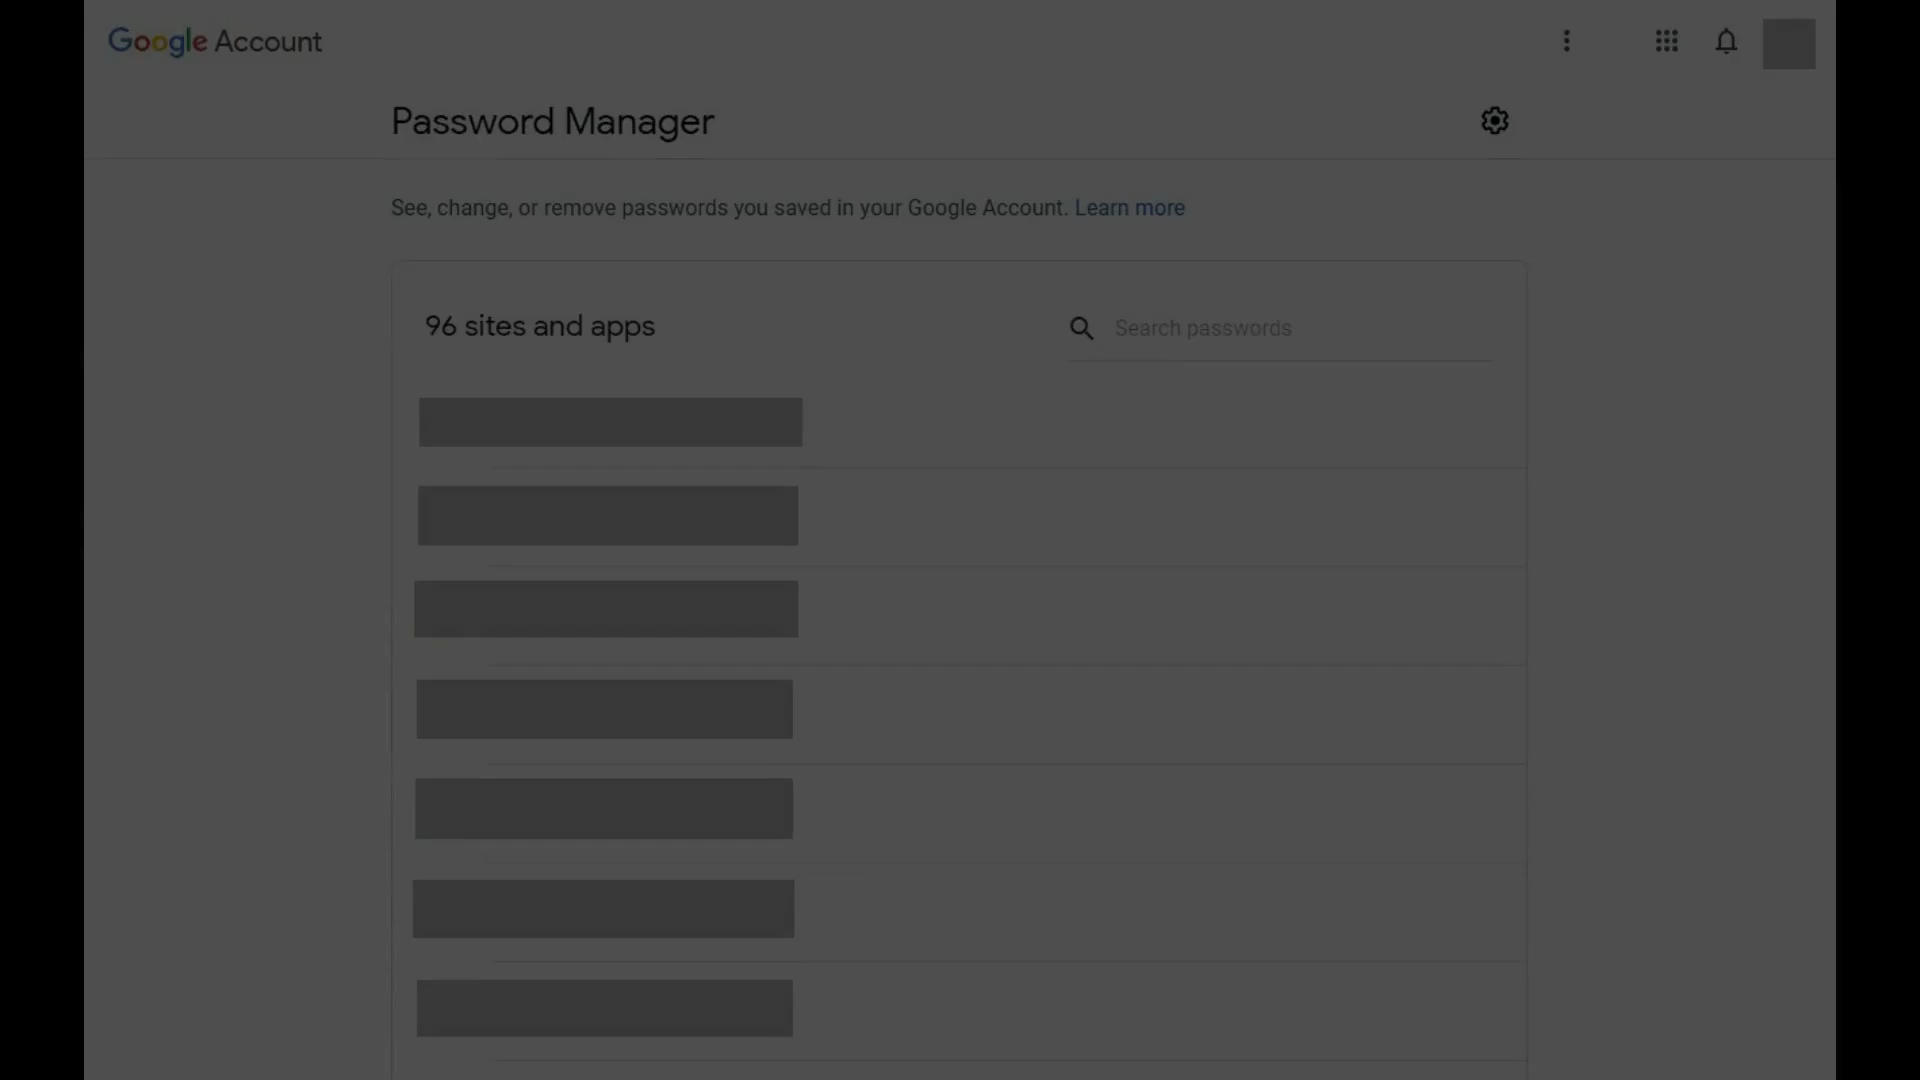 Google Account
Password Manager
See, change, or remove passwords you saved in your Google Account. Learn more
96 sites and apps
Search passwords